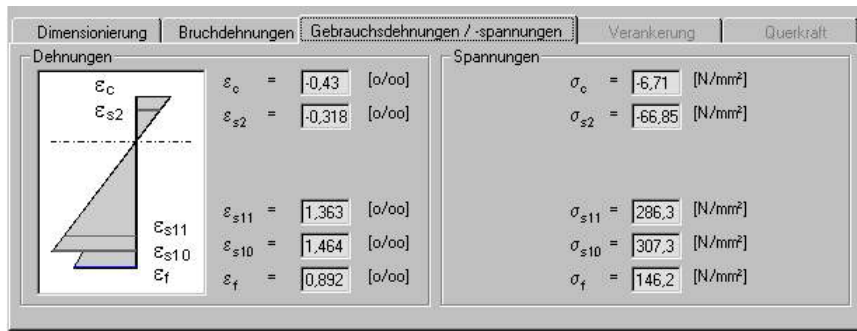 Dimensionierung Bruchdehnungen Gebrauchsdehnungen / -spannungen Verankerung Querkraft
Dehnungen Spannungen
εc εc = -0,43 [o/oo] σc = -6,71 [N/mm²]
εs2 εs2 = -0,318 [o/oo] σs2 = -66,85 [N/mm²]
εs11 εs11 = 1,363 [o/oo] σs11 = 286,3 [N/mm²]
εs10 εs10 = 1,464 [o/oo] σs10 = 307,3 [N/mm²]
εf εf = 0,892 [o/oo] σf = 146,2 [N/mm²]